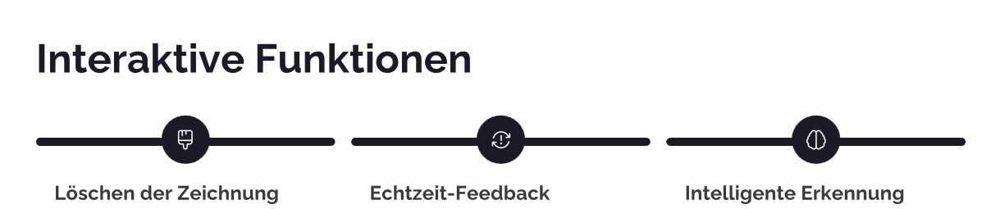 Interaktive Funktionen
Löschen der Zeichnung
Echtzeit-Feedback
Intelligente Erkennung